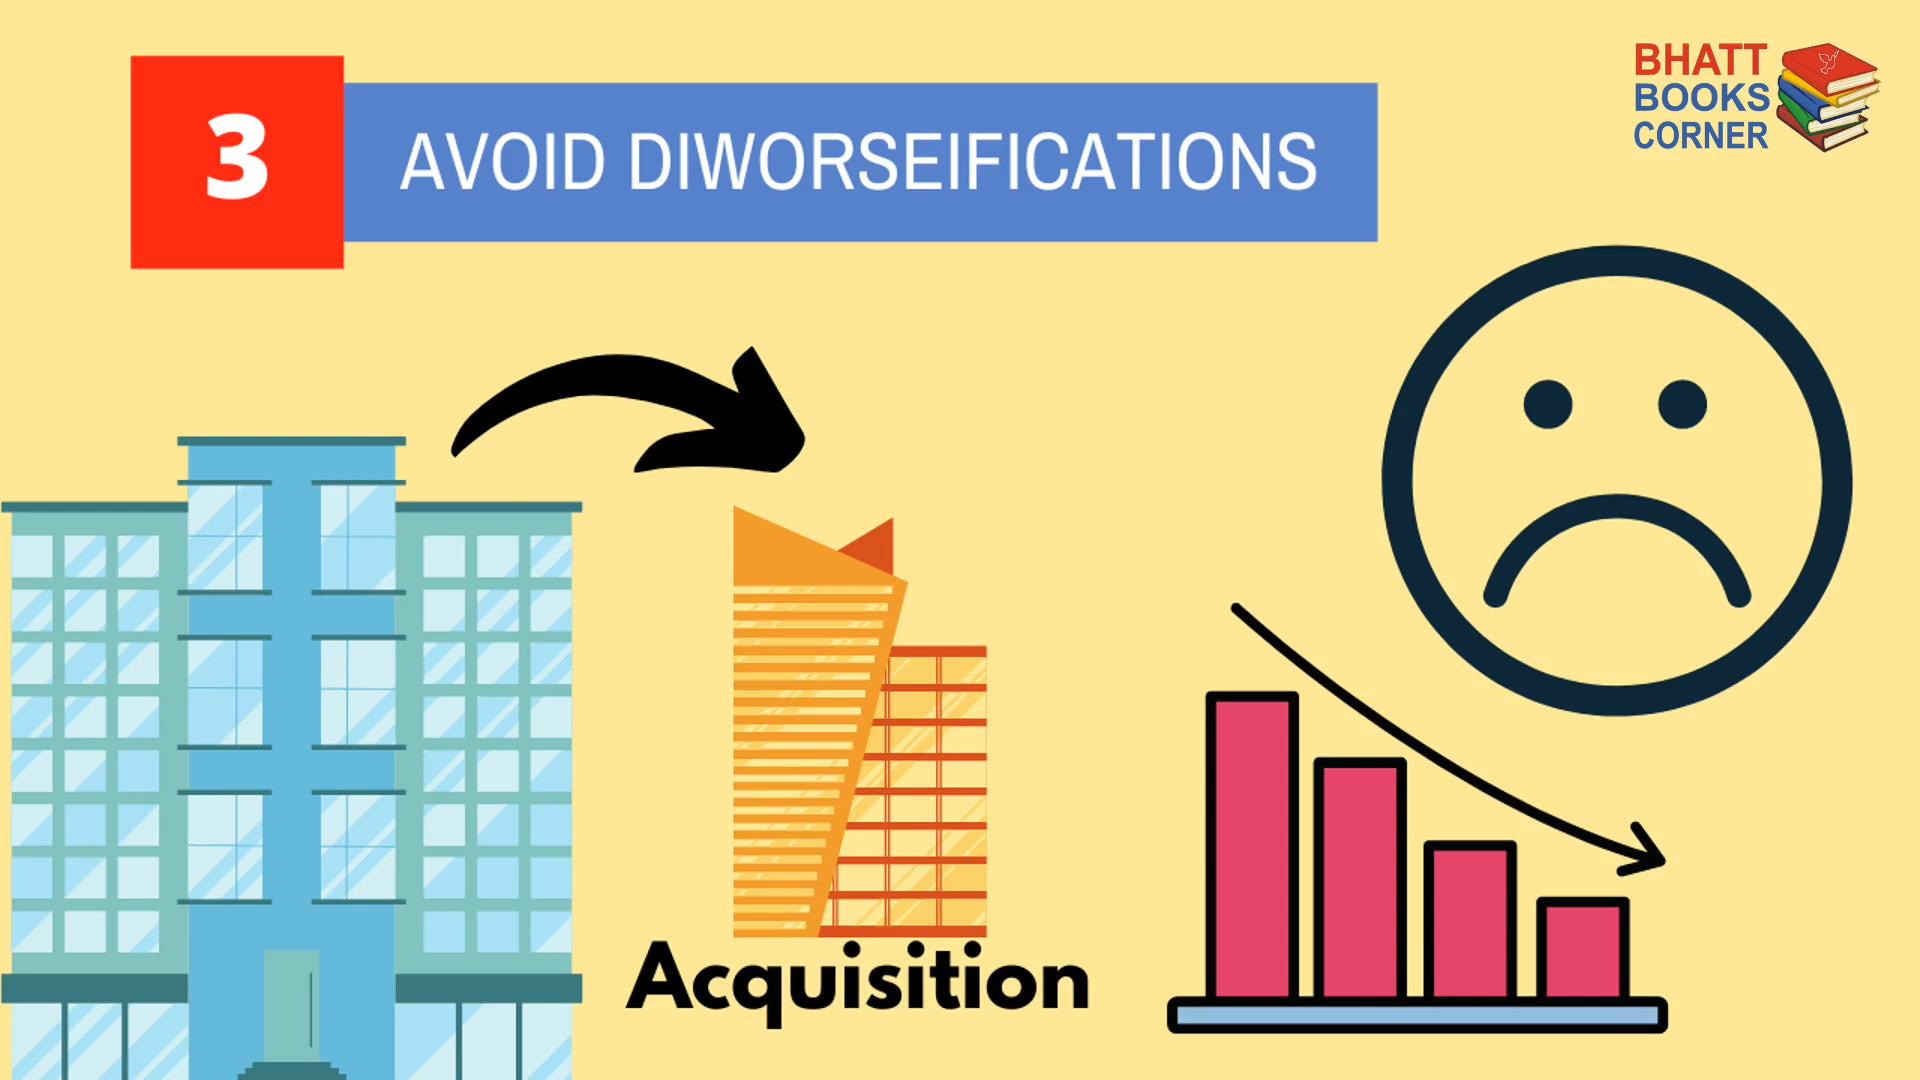 3
AVOID DIWORSEIFICATIONS
BHATT
BOOKS
CORNER
Acquisition